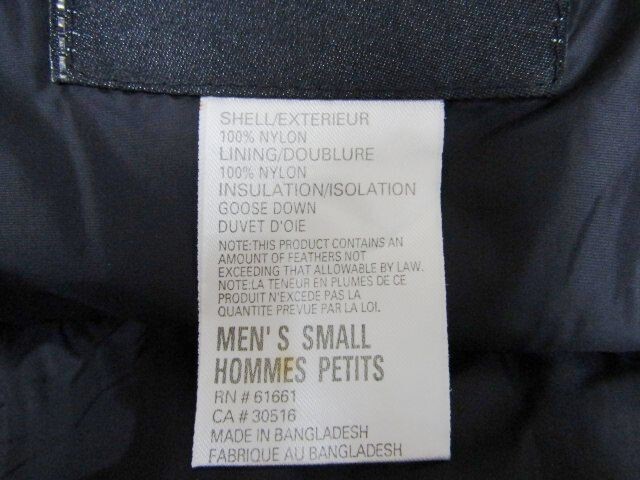 SHELL/EXTERIEUR
100% NYLON
LINING/DOUBLURE
100% NYLON
INSULATION/ISOLATION
GOOSE DOWN
DUVET D'OIE
NOTE:THIS PRODUCT CONTAINS AN
AMOUNT OF FEATHERS NOT
EXCEEDING THAT ALLOWABLE BY LAW.
NOTE:LA TENEUR EN PLUMES DE CE
PRODUIT N'EXCEDE PAS LA
QUANTITE PREVUE PAR LA LOI.
MEN'S SMALL
HOMMES PETITS
RN # 61661
CA # 30516
MADE IN BANGLADESH
FABRIQUE AU BANGLADESH